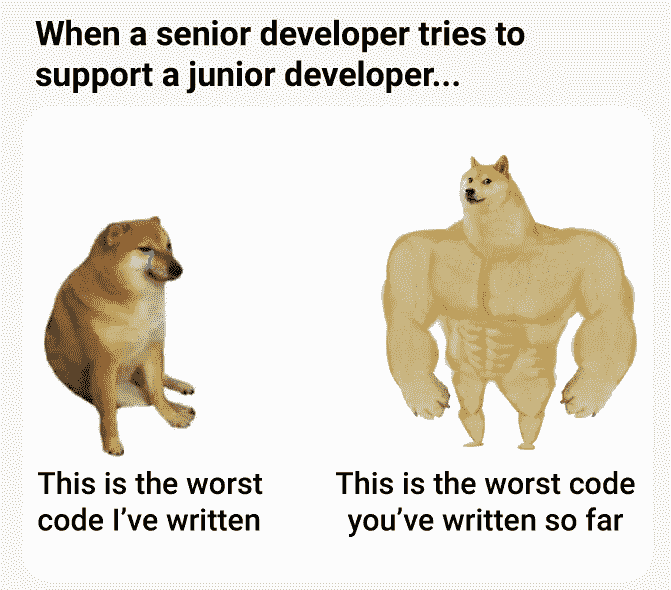 When a senior developer tries to
support a junior developer...
This is the worst
code I've written
This is the worst code
you've written so far